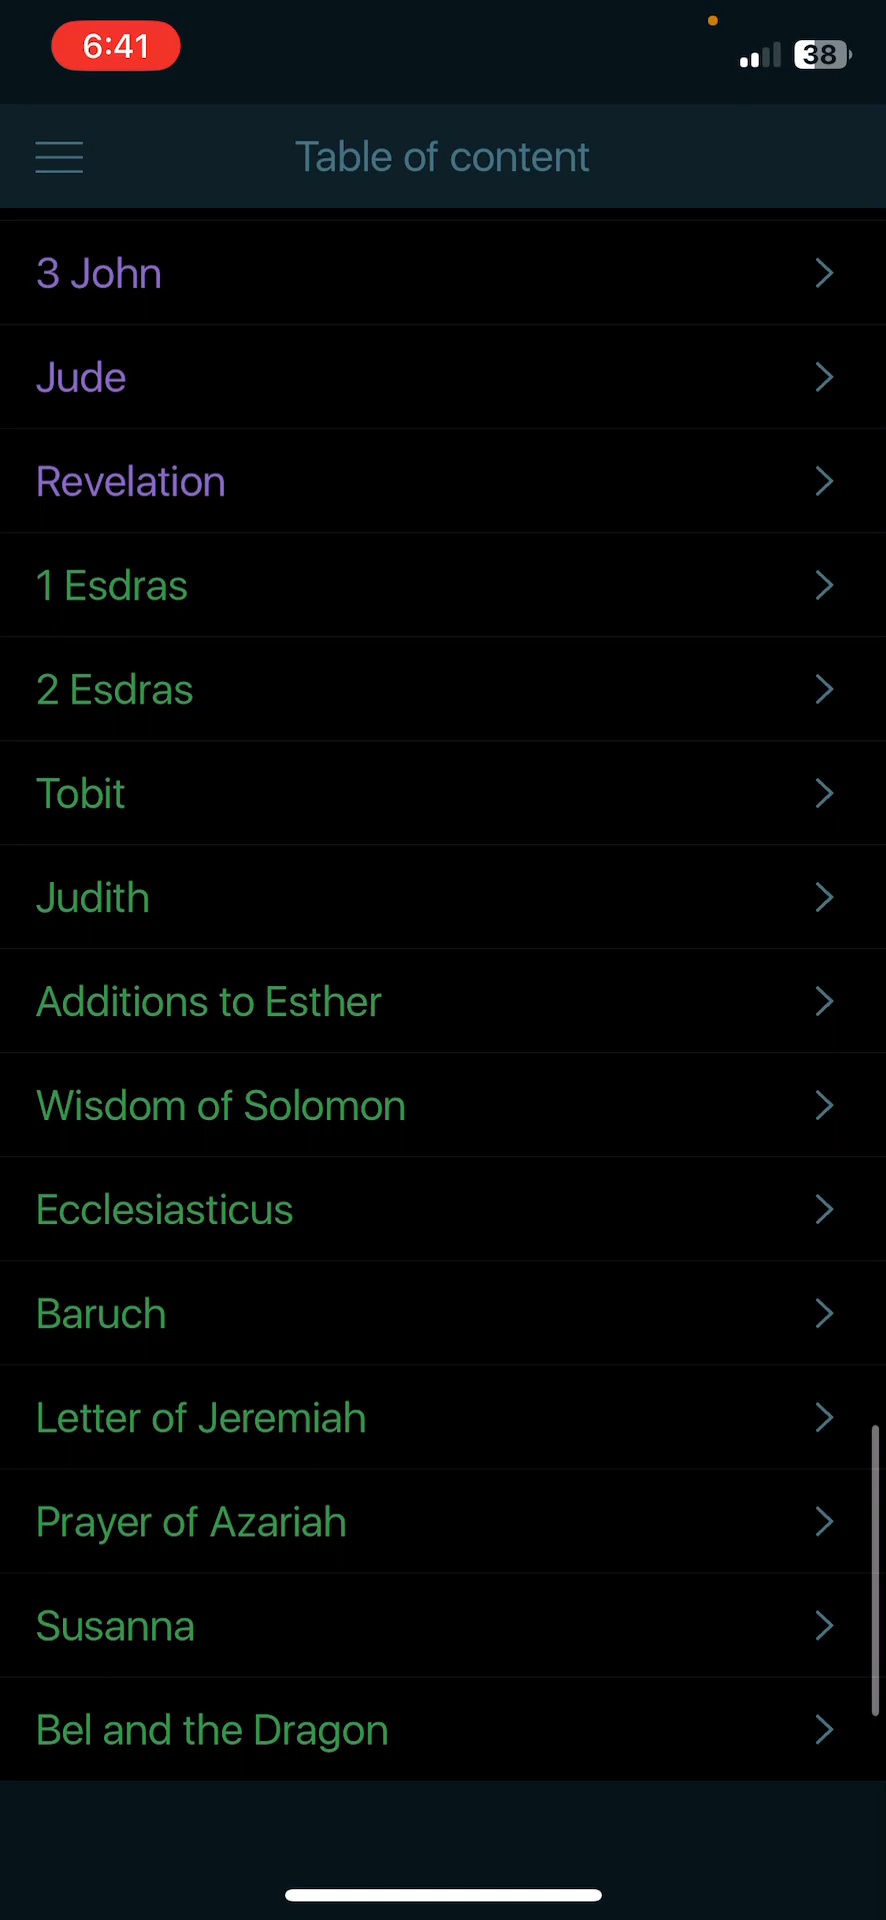 6:41
38
Table of content
3 John
Jude
Revelation
1 Esdras
2 Esdras
Tobit
Judith
Additions to Esther
Wisdom of Solomon
Ecclesiasticus
Baruch
Letter of Jeremiah
Prayer of Azariah
Susanna
Bel and the Dragon